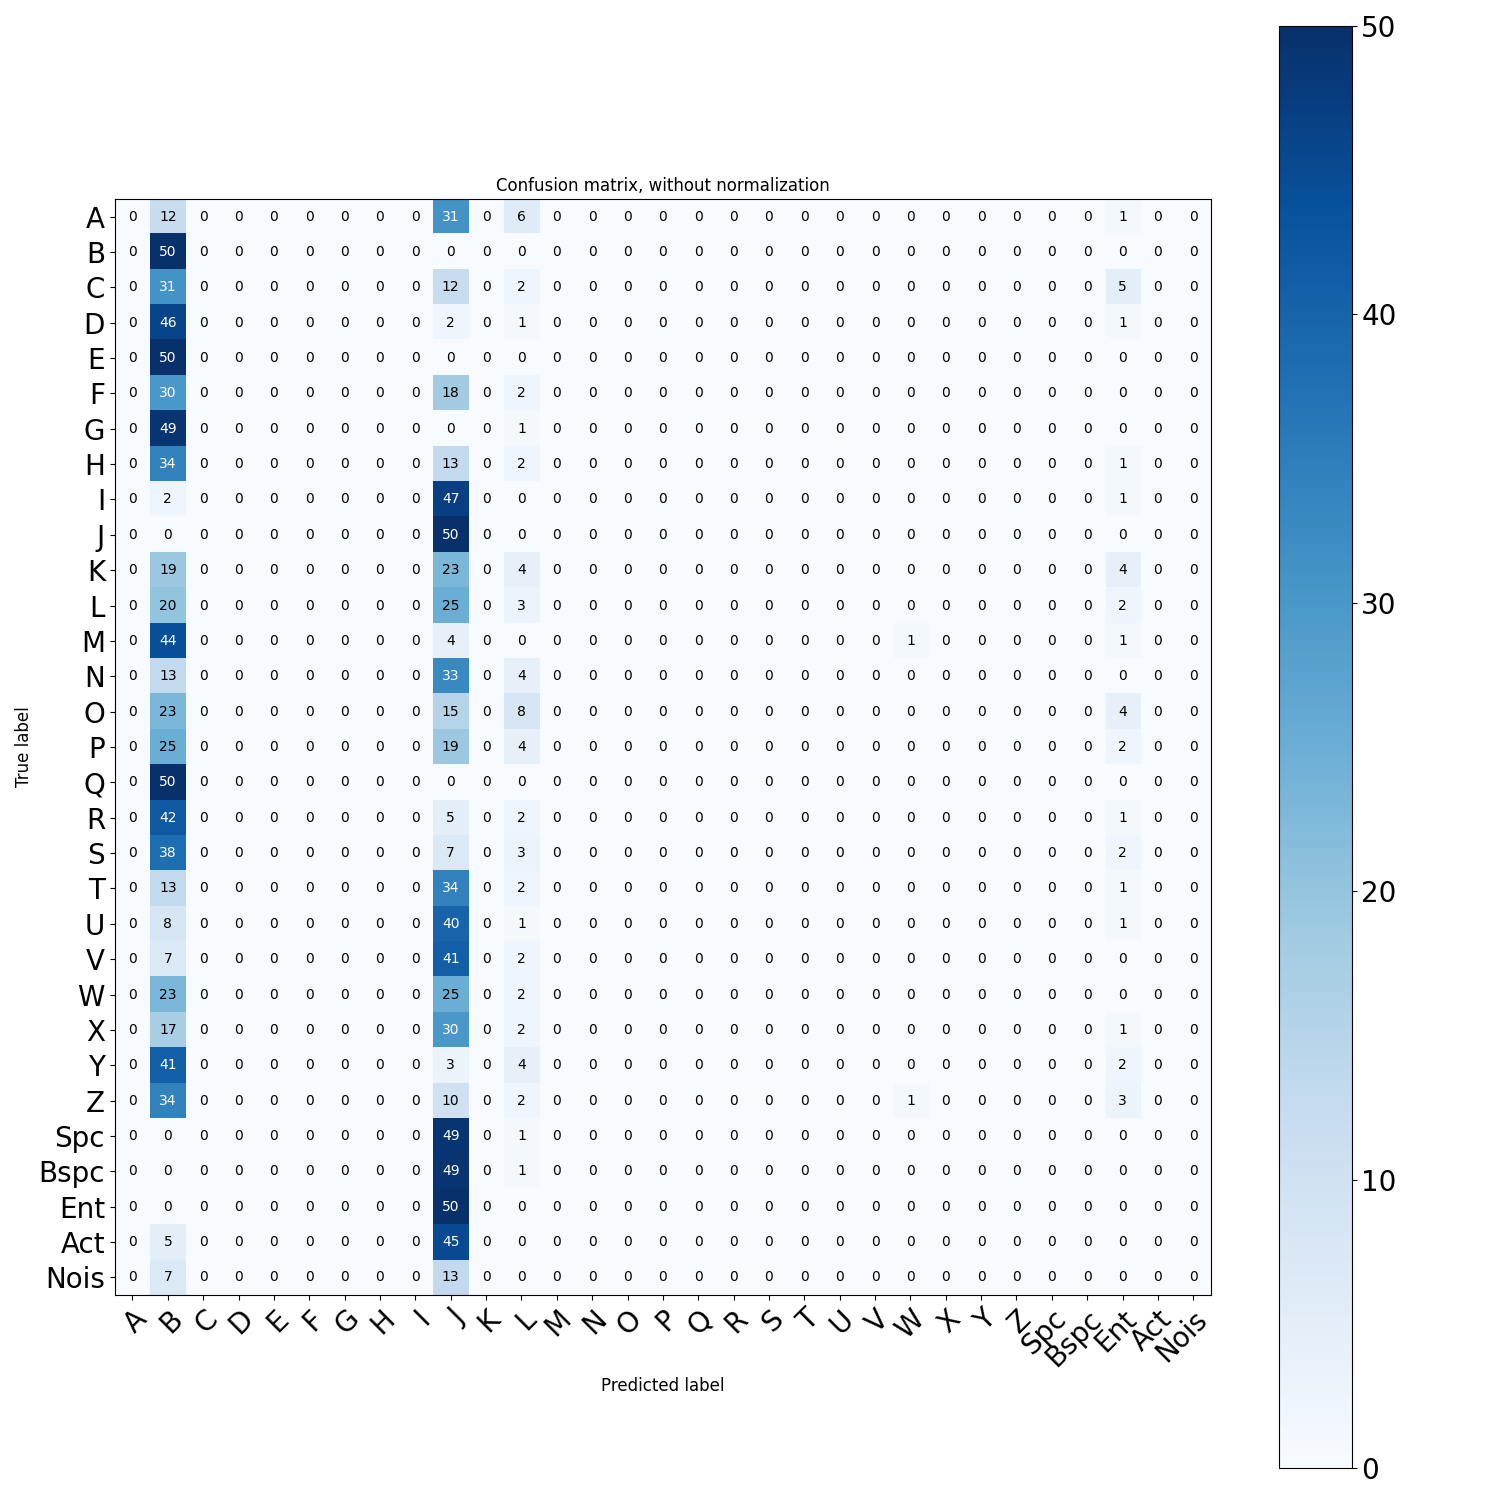 Confusion matrix, without normalization
A 0 12 0 0 0 0 0 0 0 31 0 6 0 0 0 0 0 0 0 0 0 0 0 0 0 0 0 0 1 0 0
B 0 50 0 0 0 0 0 0 0 0 0 0 0 0 0 0 0 0 0 0 0 0 0 0 0 0 0 0 0 0 0
C 0 31 0 0 0 0 0 0 0 12 0 2 0 0 0 0 0 0 0 0 0 0 0 0 0 0 0 0 5 0 0
D 0 46 0 0 0 0 0 0 0 2 0 1 0 0 0 0 0 0 0 0 0 0 0 0 0 0 0 0 1 0 0
E 0 50 0 0 0 0 0 0 0 0 0 0 0 0 0 0 0 0 0 0 0 0 0 0 0 0 0 0 0 0 0
F 0 30 0 0 0 0 0 0 0 18 0 2 0 0 0 0 0 0 0 0 0 0 0 0 0 0 0 0 0 0 0
G 0 49 0 0 0 0 0 0 0 0 0 1 0 0 0 0 0 0 0 0 0 0 0 0 0 0 0 0 0 0 0
H 0 34 0 0 0 0 0 0 0 13 0 2 0 0 0 0 0 0 0 0 0 0 0 0 0 0 0 0 1 0 0
I 0 2 0 0 0 0 0 0 0 47 0 0 0 0 0 0 0 0 0 0 0 0 0 0 0 0 0 0 1 0 0
J 0 0 0 0 0 0 0 0 0 50 0 0 0 0 0 0 0 0 0 0 0 0 0 0 0 0 0 0 0 0 0
K 0 19 0 0 0 0 0 0 0 23 0 4 0 0 0 0 0 0 0 0 0 0 0 0 0 0 0 0 4 0 0
L 0 20 0 0 0 0 0 0 0 25 0 3 0 0 0 0 0 0 0 0 0 0 0 0 0 0 0 0 2 0 0
M 0 44 0 0 0 0 0 0 0 4 0 0 0 0 0 0 0 0 0 0 0 0 1 0 0 0 0 0 1 0 0
N 0 13 0 0 0 0 0 0 0 33 0 4 0 0 0 0 0 0 0 0 0 0 0 0 0 0 0 0 0 0 0
O 0 23 0 0 0 0 0 0 0 15 0 8 0 0 0 0 0 0 0 0 0 0 0 0 0 0 0 0 4 0 0
P 0 25 0 0 0 0 0 0 0 19 0 4 0 0 0 0 0 0 0 0 0 0 0 0 0 0 0 0 2 0 0
Q 0 50 0 0 0 0 0 0 0 0 0 0 0 0 0 0 0 0 0 0 0 0 0 0 0 0 0 0 0 0 0
R 0 42 0 0 0 0 0 0 0 5 0 2 0 0 0 0 0 0 0 0 0 0 0 0 0 0 0 0 1 0 0
S 0 38 0 0 0 0 0 0 0 7 0 3 0 0 0 0 0 0 0 0 0 0 0 0 0 0 0 0 2 0 0
T 0 13 0 0 0 0 0 0 0 34 0 2 0 0 0 0 0 0 0 0 0 0 0 0 0 0 0 0 1 0 0
U 0 8 0 0 0 0 0 0 0 40 0 1 0 0 0 0 0 0 0 0 0 0 0 0 0 0 0 0 1 0 0
V 0 7 0 0 0 0 0 0 0 41 0 2 0 0 0 0 0 0 0 0 0 0 0 0 0 0 0 0 0 0 0
W 0 23 0 0 0 0 0 0 0 25 0 2 0 0 0 0 0 0 0 0 0 0 0 0 0 0 0 0 0 0 0
X 0 17 0 0 0 0 0 0 0 30 0 2 0 0 0 0 0 0 0 0 0 0 0 0 0 0 0 0 1 0 0
Y 0 41 0 0 0 0 0 0 0 3 0 4 0 0 0 0 0 0 0 0 0 0 0 0 0 0 0 0 2 0 0
Z 0 34 0 0 0 0 0 0 0 10 0 2 0 0 0 0 0 0 0 0 0 0 1 0 0 0 0 0 3 0 0
Spc 0 0 0 0 0 0 0 0 0 49 0 1 0 0 0 0 0 0 0 0 0 0 0 0 0 0 0 0 0 0 0
Bspc 0 0 0 0 0 0 0 0 0 49 0 1 0 0 0 0 0 0 0 0 0 0 0 0 0 0 0 0 0 0 0
Ent 0 0 0 0 0 0 0 0 0 50 0 0 0 0 0 0 0 0 0 0 0 0 0 0 0 0 0 0 0 0 0
Act 0 5 0 0 0 0 0 0 0 45 0 0 0 0 0 0 0 0 0 0 0 0 0 0 0 0 0 0 0 0 0
Nois 0 7 0 0 0 0 0 0 0 13 0 0 0 0 0 0 0 0 0 0 0 0 0 0 0 0 0 0 0 0 0
A B C D E F G H I J K L M N O P Q R S T U V W X Y Z Spc Bspc Ent Act Nois
Predicted label
True label
50
40
30
20
10
0